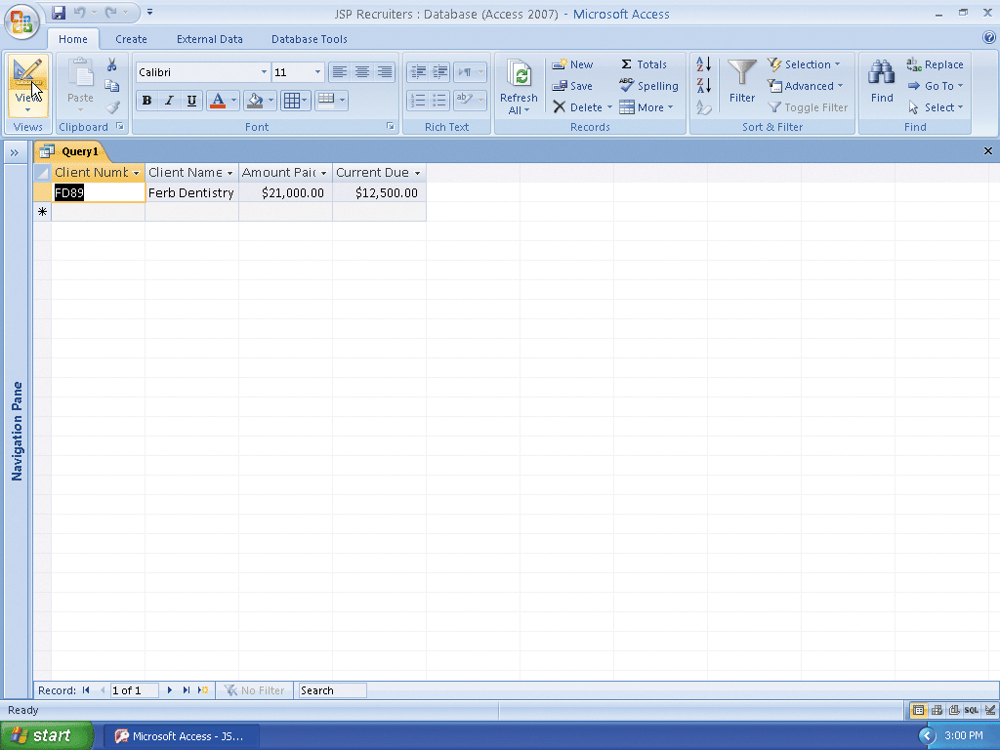 JSP Recruiters : Database (Access 2007) - Microsoft Access
Home Create External Data Database Tools
View
Paste
Calibri 11
B I U A
Refresh All
New
Save
Delete
Σ Totals
ABC Spelling
More
A Z
Z A
Filter
Selection
Advanced
Toggle Filter
Find
Replace
Go To
Select
Views Clipboard Font Rich Text Records Sort & Filter Find
» Query1
Client Numb Client Name Amount Paid Current Due
FD89 Ferb Dentistry $21,000.00 $12,500.00
*
Navigation Pane
Record: 1 of 1 No Filter Search
Ready SQL
start Microsoft Access - JS... 3:00 PM